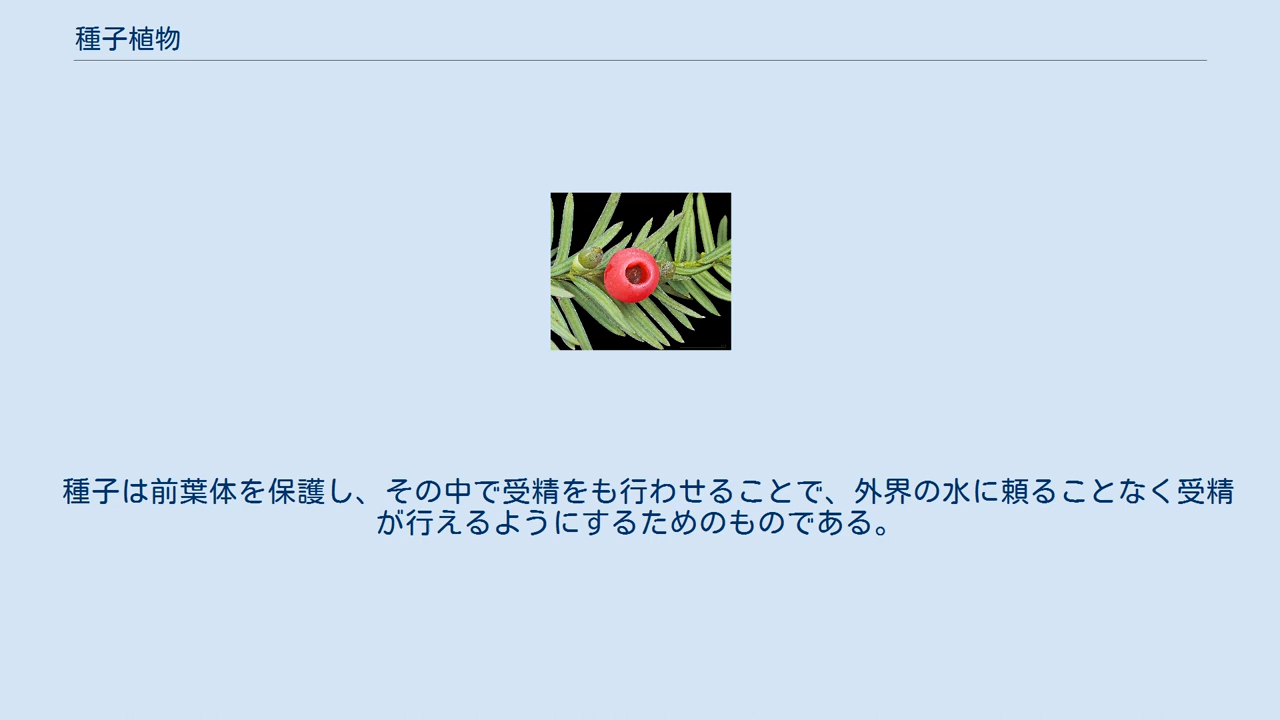 種子植物
種子は前葉体を保護し、その中で受精をも行わせることで、外界の水に頼ることなく受精
が行えるようにするためのものである。